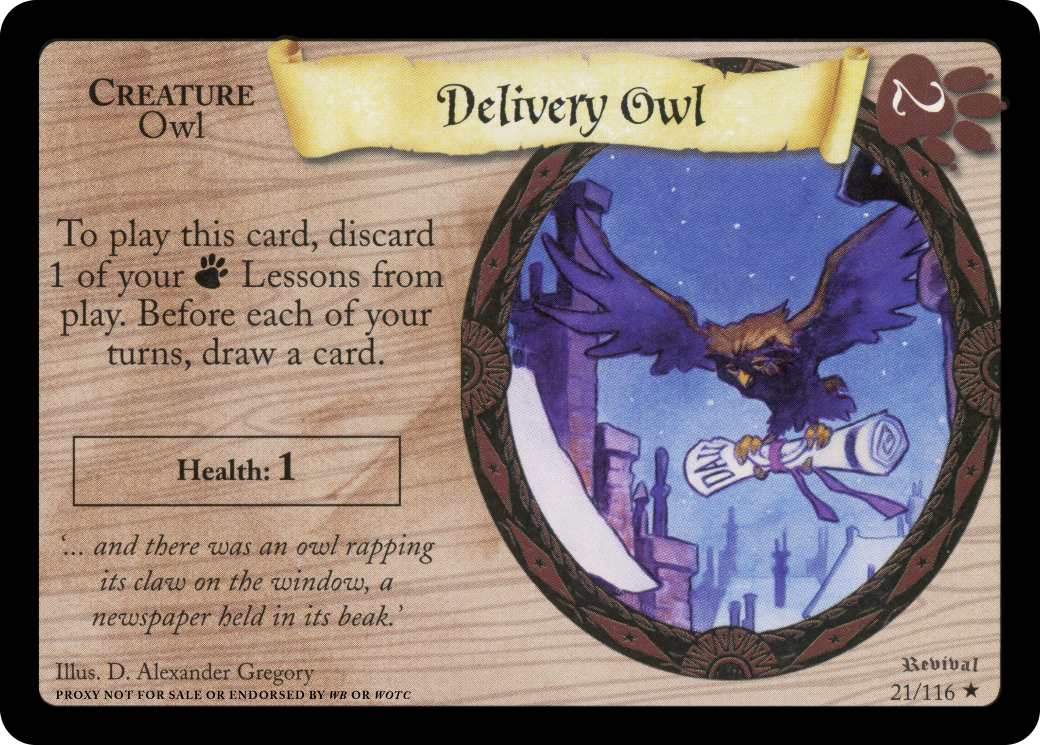 Delivery Owl
2
CREATURE
Owl
To play this card, discard
1 of your Lessons from
play. Before each of your
turns, draw a card.
Health: 1
‘... and there was an owl rapping
its claw on the window, a
newspaper held in its beak.’
DAIL
Illus. D. Alexander Gregory
PROXY NOT FOR SALE OR ENDORSED BY WB OR WOTC
Revival
21/116 ★